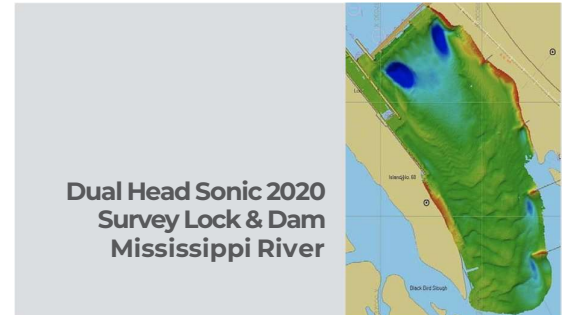 Dual Head Sonic 2020
Survey Lock & Dam
Mississippi River
Black Bird Slough